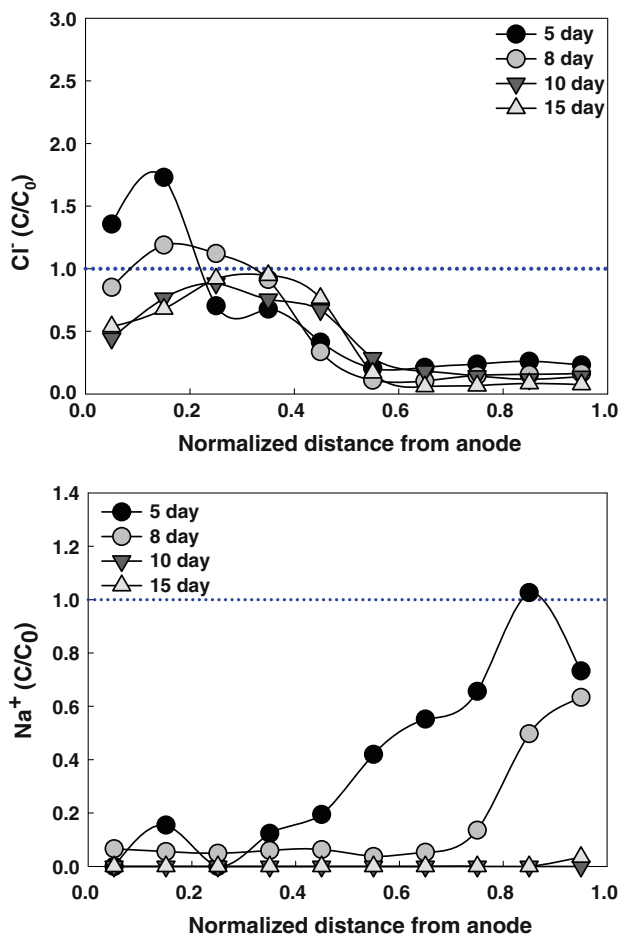 3.0
2.5
2.0
1.5
1.0
0.5
0.0
Cl⁻ (C/C₀)
5 day
8 day
10 day
15 day
0.0 0.2 0.4 0.6 0.8 1.0
Normalized distance from anode
1.4
1.2
1.0
0.8
0.6
0.4
0.2
0.0
Na⁺ (C/C₀)
5 day
8 day
10 day
15 day
0.0 0.2 0.4 0.6 0.8 1.0
Normalized distance from anode